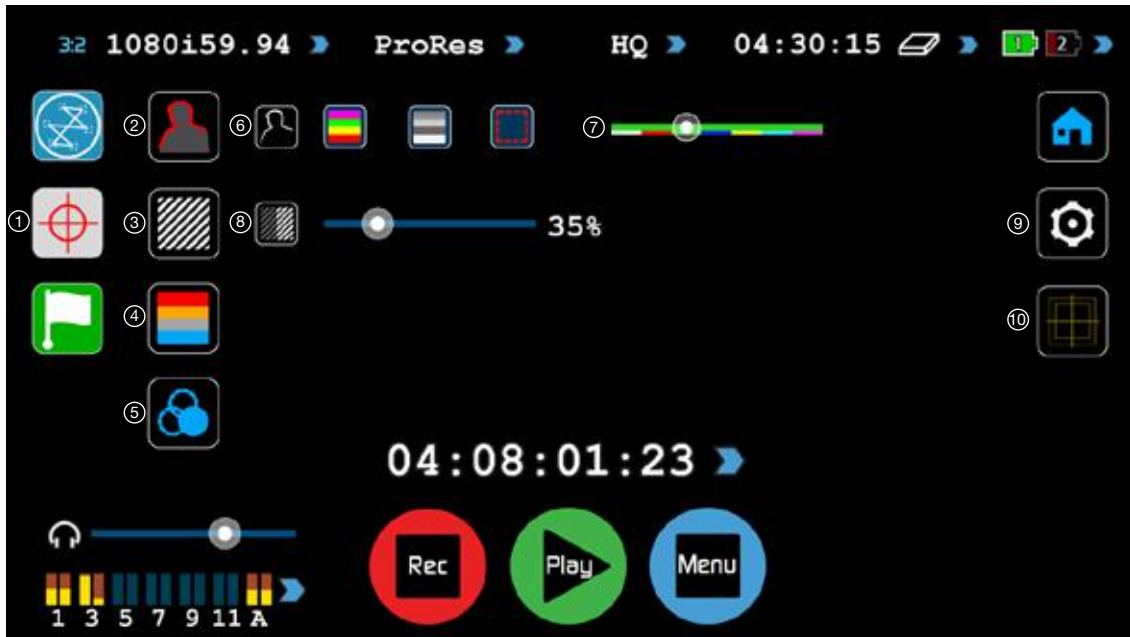 3:2 1080i59.94 ProRes HQ 04:30:15 1 2
② ⑥ ⑦
① ③ ⑧ 35% ⑨
④ ⑩
⑤
04:08:01:23
Rec Play Menu
1 3 5 7 9 11 A